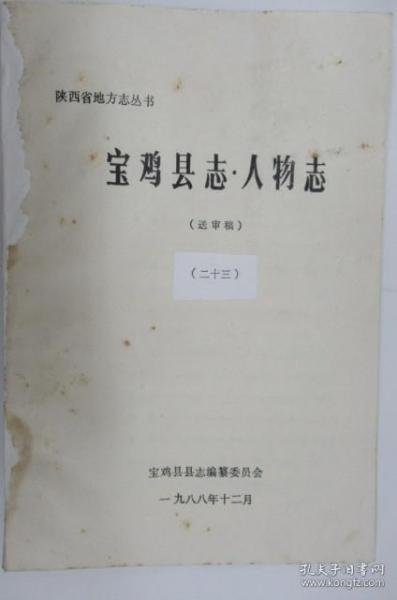 陕西省地方志丛书
宝鸡县志·人物志
（送审稿）
（二十三）
宝鸡县县志编纂委员会
一九八八年十二月
孔夫子旧书网
www.kongfz.com